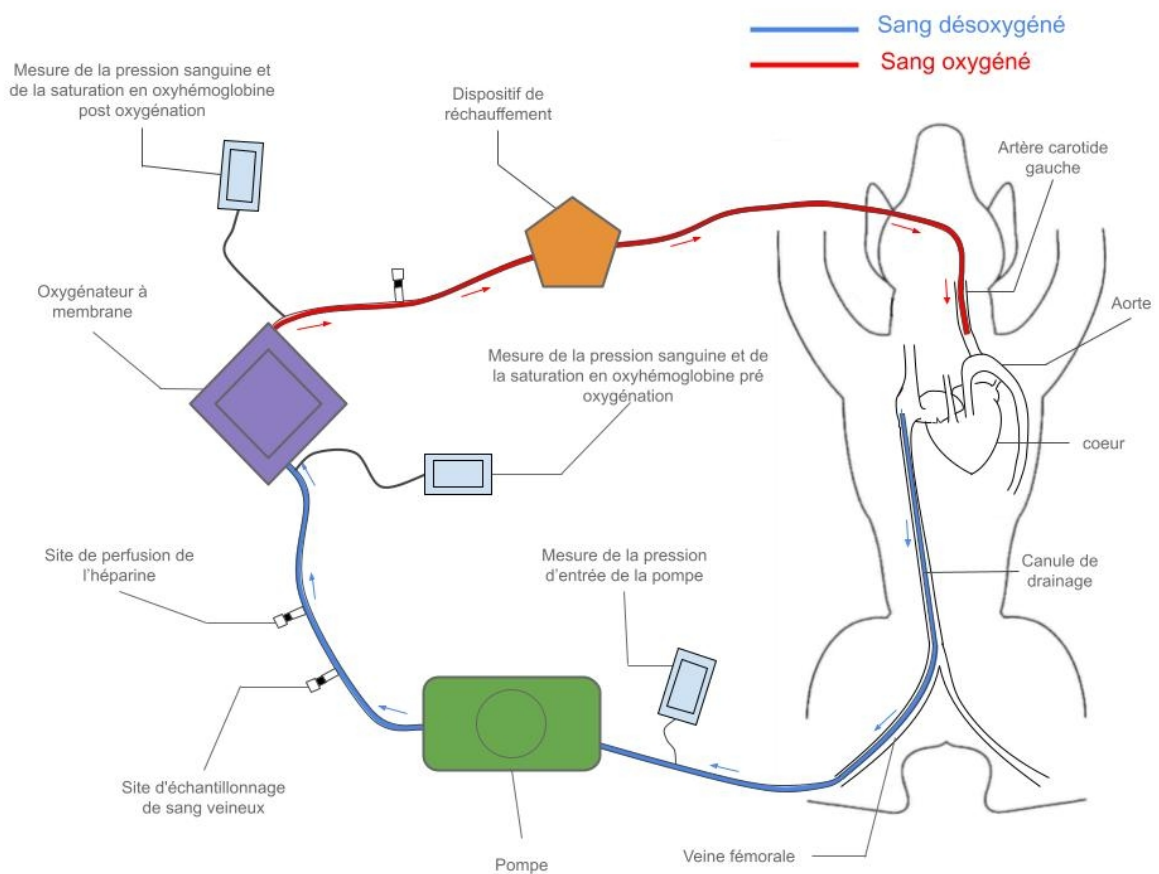 Sang désoxygéné
Sang oxygéné
Mesure de la pression sanguine et
de la saturation en oxyhémoglobine
post oxygénation
Dispositif de
réchauffement
Artère carotide
gauche
Oxygénateur à
membrane
Aorte
Mesure de la pression sanguine et de
la saturation en oxyhémoglobine pré
oxygénation
coeur
Site de perfusion de
l'héparine
Mesure de la pression
d'entrée de la pompe
Canule de
drainage
Site d'échantillonnage
de sang veineux
Pompe
Veine fémorale